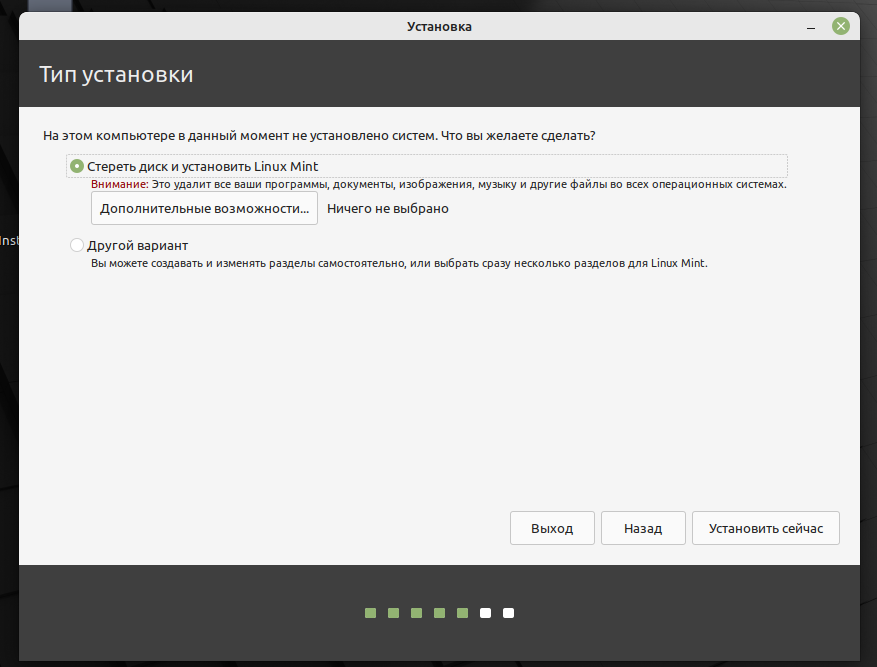 Установка
Тип установки
На этом компьютере в данный момент не установлено систем. Что вы желаете сделать?
Стереть диск и установить Linux Mint
Внимание: Это удалит все ваши программы, документы, изображения, музыку и другие файлы во всех операционных системах.
Дополнительные возможности... Ничего не выбрано
Inst
Другой вариант
Вы можете создавать и изменять разделы самостоятельно, или выбрать сразу несколько разделов для Linux Mint.
Выход Назад Установить сейчас